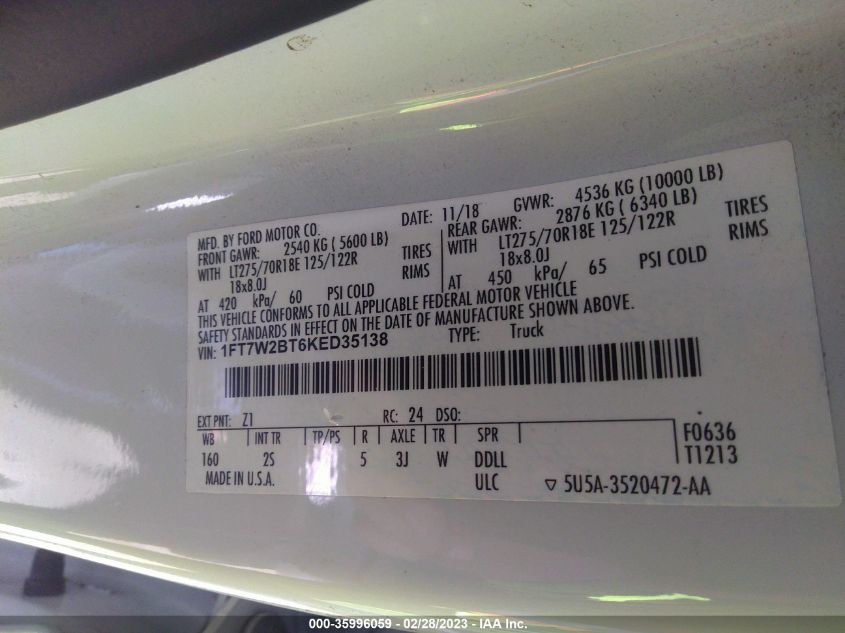 MFD. BY FORD MOTOR CO.
DATE: 11/18 GVWR: 4536 KG (10000 LB)
FRONT GAWR: 2540 KG ( 5600 LB)
REAR GAWR: 2876 KG ( 6340 LB)
WITH LT275/70R18E 125/122R TIRES
WITH LT275/70R18E 125/122R TIRES
18x8.0J RIMS
18x8.0J RIMS
AT 420 kPa/ 60 PSI COLD
AT 450 kPa/ 65 PSI COLD
THIS VEHICLE CONFORMS TO ALL APPLICABLE FEDERAL MOTOR VEHICLE
SAFETY STANDARDS IN EFFECT ON THE DATE OF MANUFACTURE SHOWN ABOVE.
VIN: 1FT7W2BT6KED35138 TYPE: Truck
EXT PNT: Z1 RC: 24 DSO:
WB INT TR TP/PS R AXLE TR SPR F0636
160 2S 5 3J W DDLL T1213
MADE IN U.S.A. ULC ▽ 5U5A-3520472-AA
000-35996059 - 02/28/2023 - IAA Inc.